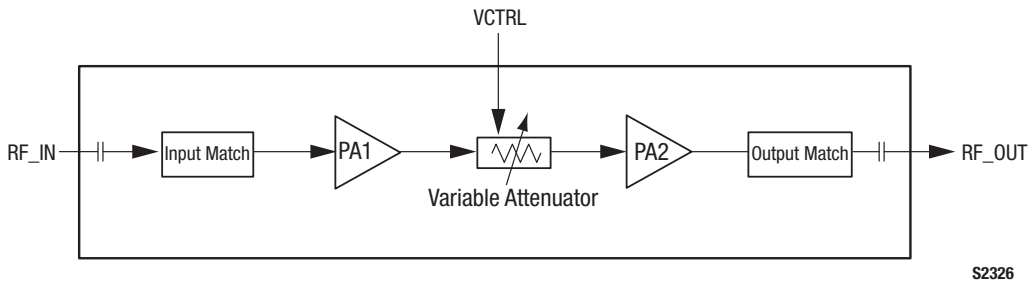 VCTRL
RF_IN
Input Match
PA1
PA2
Output Match
RF_OUT
Variable Attenuator
S2326